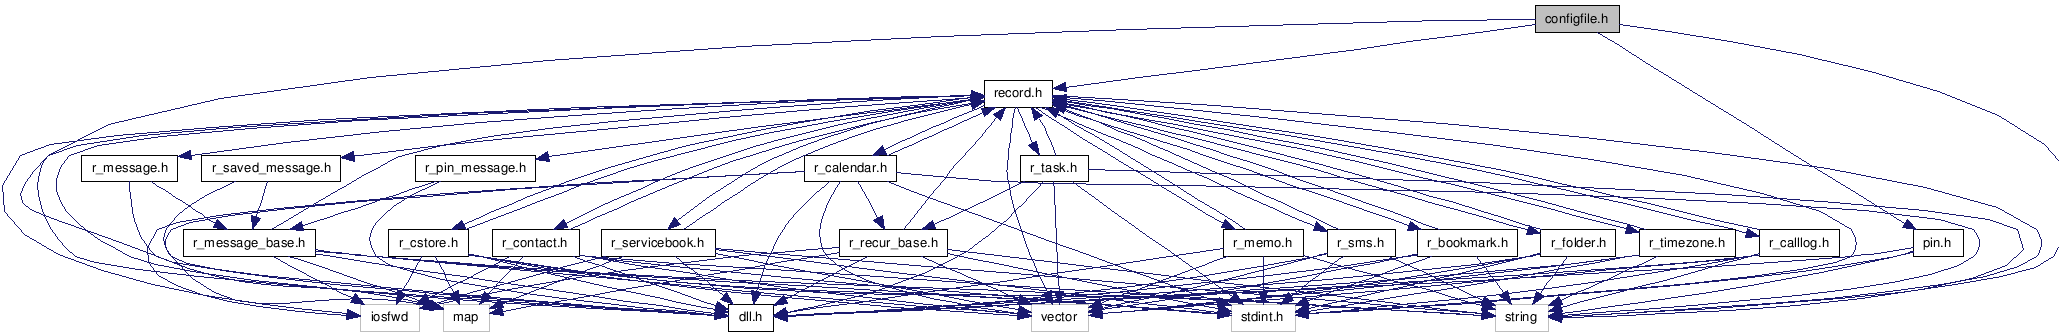 configfile.h
record.h
r_message.h
r_saved_message.h
r_pin_message.h
r_calendar.h
r_task.h
r_message_base.h
r_cstore.h
r_contact.h
r_servicebook.h
r_recur_base.h
r_memo.h
r_sms.h
r_bookmark.h
r_folder.h
r_timezone.h
r_calllog.h
pin.h
iosfwd
map
dll.h
vector
stdint.h
string